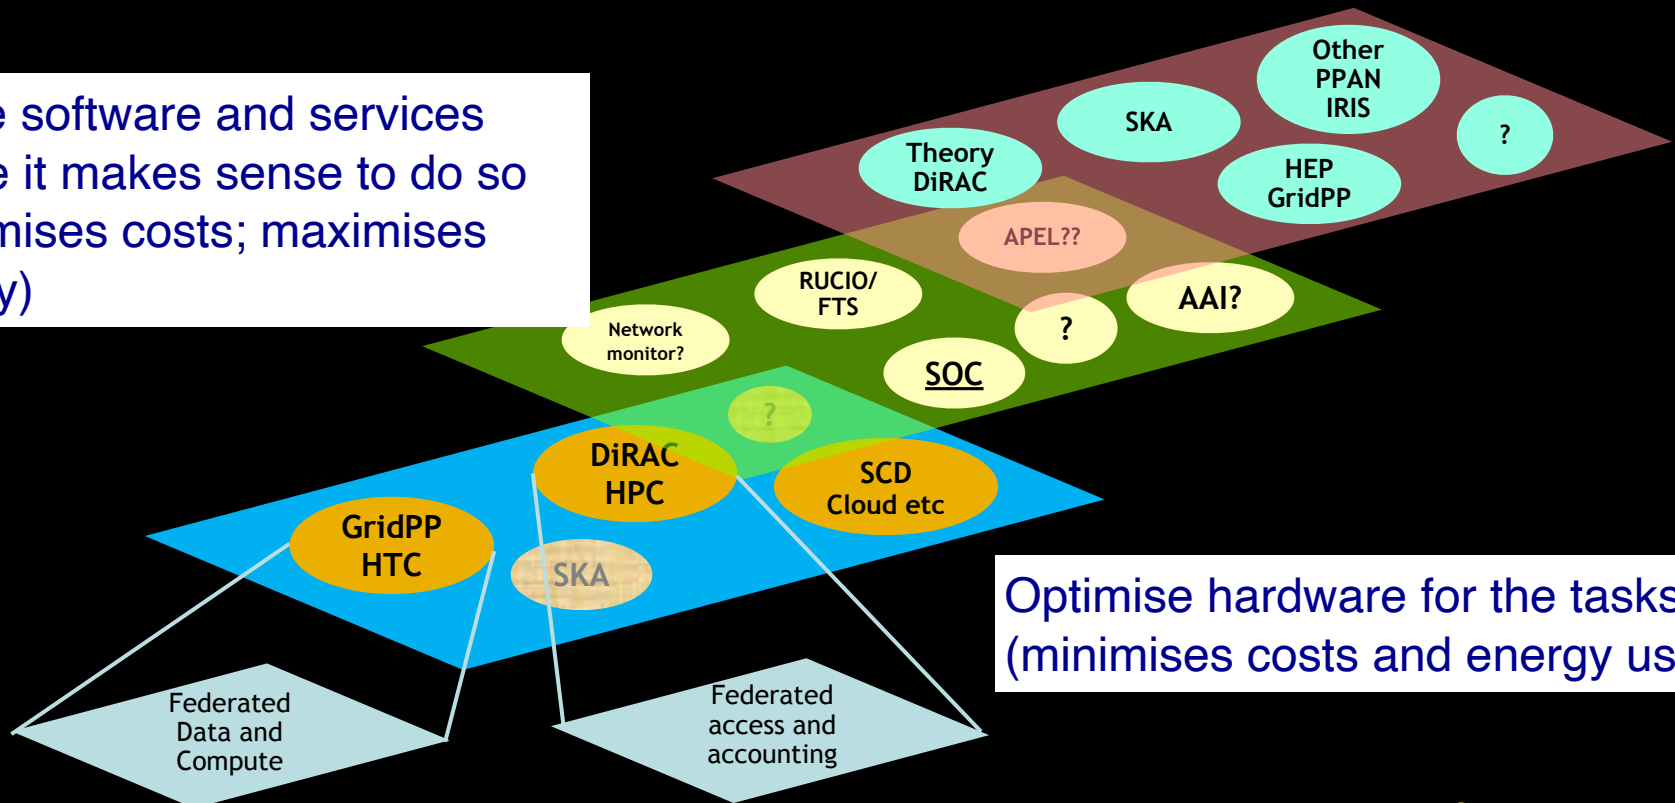 e software and services
e it makes sense to do so
mises costs; maximises
y)
Other
PPAN
IRIS
SKA
?
Theory
DiRAC
HEP
GridPP
APEL??
RUCIO/
FTS
AAI?
?
Network
monitor?
SOC
?
DiRAC
HPC
SCD
Cloud etc
GridPP
HTC
SKA
Optimise hardware for the tasks
(minimises costs and energy us
Federated
Data and
Compute
Federated
access and
accounting